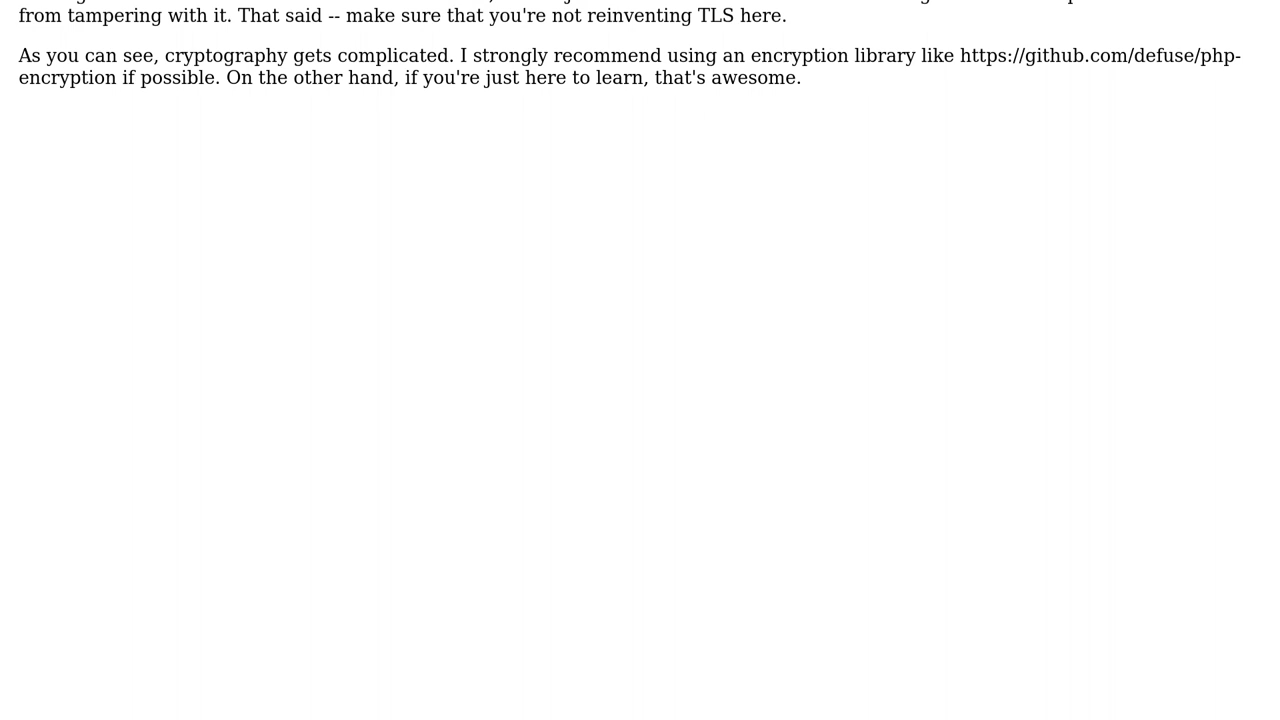 from tampering with it. That said -- make sure that you're not reinventing TLS here.
As you can see, cryptography gets complicated. I strongly recommend using an encryption library like https://github.com/defuse/php-
encryption if possible. On the other hand, if you're just here to learn, that's awesome.